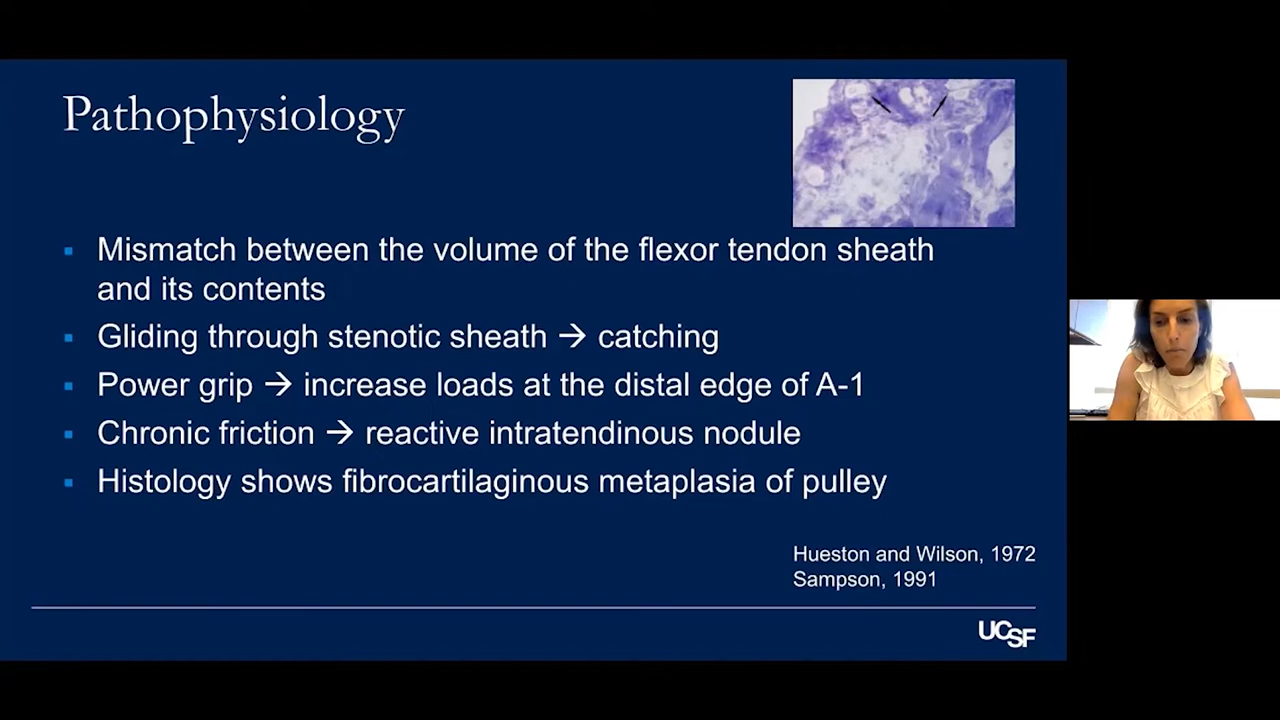 Pathophysiology
Mismatch between the volume of the flexor tendon sheath
and its contents
Gliding through stenotic sheath → catching
Power grip → increase loads at the distal edge of A-1
Chronic friction → reactive intratendinous nodule
Histology shows fibrocartilaginous metaplasia of pulley
Hueston and Wilson, 1972
Sampson, 1991
UCSF